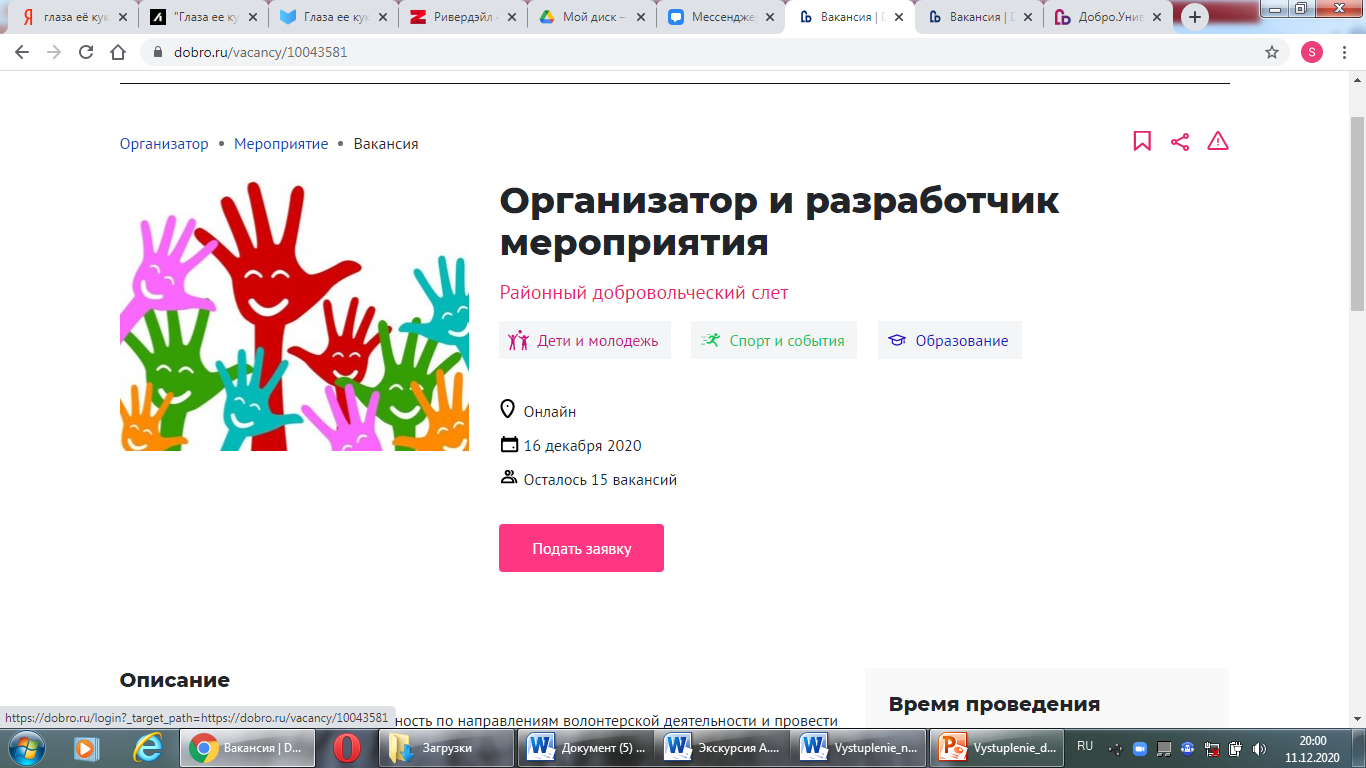 глаза её кук
"Глаза ее ку
Глаза ее кук
Ривердэйл
Мой диск –
Мессендже
Вакансия | D
Вакансия | D
Добро.Унив
dobro.ru/vacancy/10043581
S
Организатор • Мероприятие • Вакансия
Организатор и разработчик
мероприятия
Районный добровольческий слет
Дети и молодежь
Спорт и события
Образование
Онлайн
16 декабря 2020
Осталось 15 вакансий
Подать заявку
Описание
Время проведения
https://dobro.ru/login?_target_path=https://dobro.ru/vacancy/10043581
ность по направлениям волонтерской деятельности и провести
Вакансия | D...
Загрузки
Документ (5) ...
Экскурсия А....
Vystuplenie_n...
Vystuplenie_d...
RU
20:00
11.12.2020